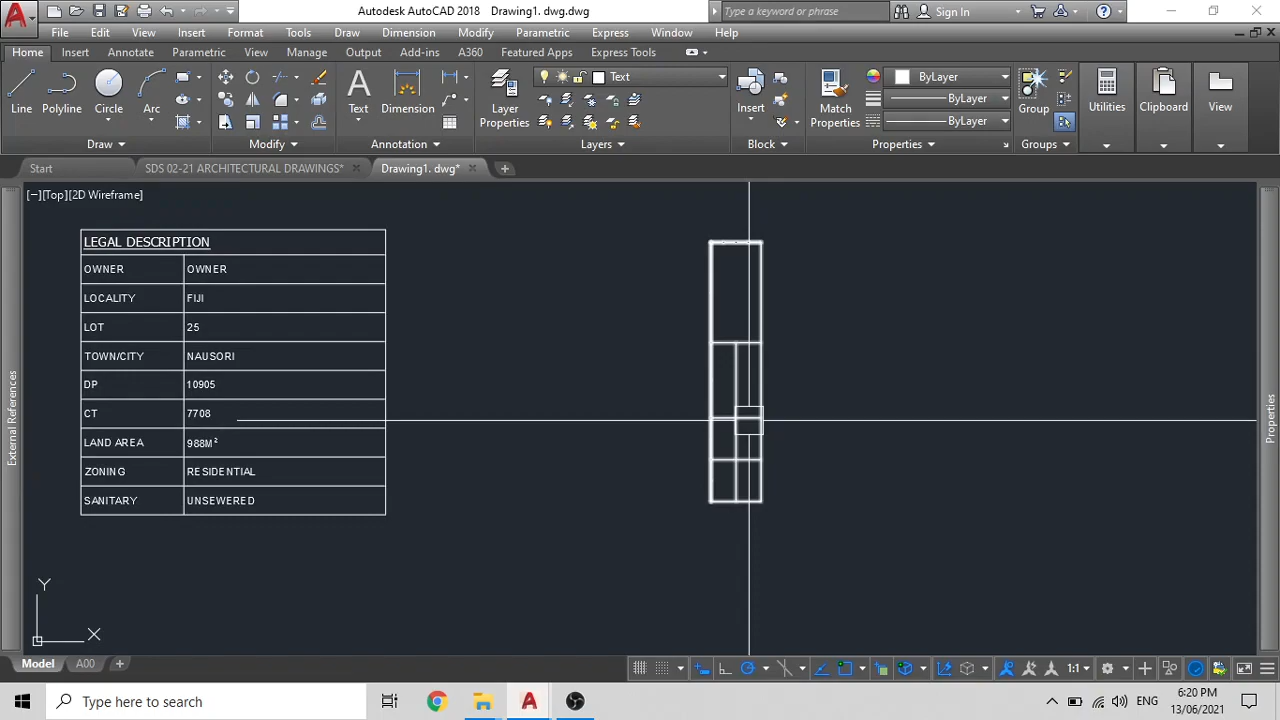 Autodesk AutoCAD 2018 Drawing1. dwg.dwg
Type a keyword or phrase
Sign In
File Edit View Insert Format Tools Draw Dimension Modify Parametric Express Window Help
Home Insert Annotate Parametric View Manage Output Add-ins A360 Featured Apps Express Tools
Text
ByLayer
ByLayer
ByLayer
Line Polyline Circle Arc
Text Dimension
Layer Properties
Insert
Match Properties
Group
Utilities
Clipboard
View
Draw Modify Annotation Layers Block Properties Groups
Start SDS 02-21 ARCHITECTURAL DRAWINGS* Drawing1. dwg*
[−][Top][2D Wireframe]
External References
Properties
LEGAL DESCRIPTION
OWNER OWNER
LOCALITY FIJI
LOT 25
TOWN/CITY NAUSORI
DP 10905
CT 7708
LAND AREA 988M²
ZONING RESIDENTIAL
SANITARY UNSEWERED
Y
X
Model A00
1:1
Type here to search
ENG
6:20 PM
13/06/2021